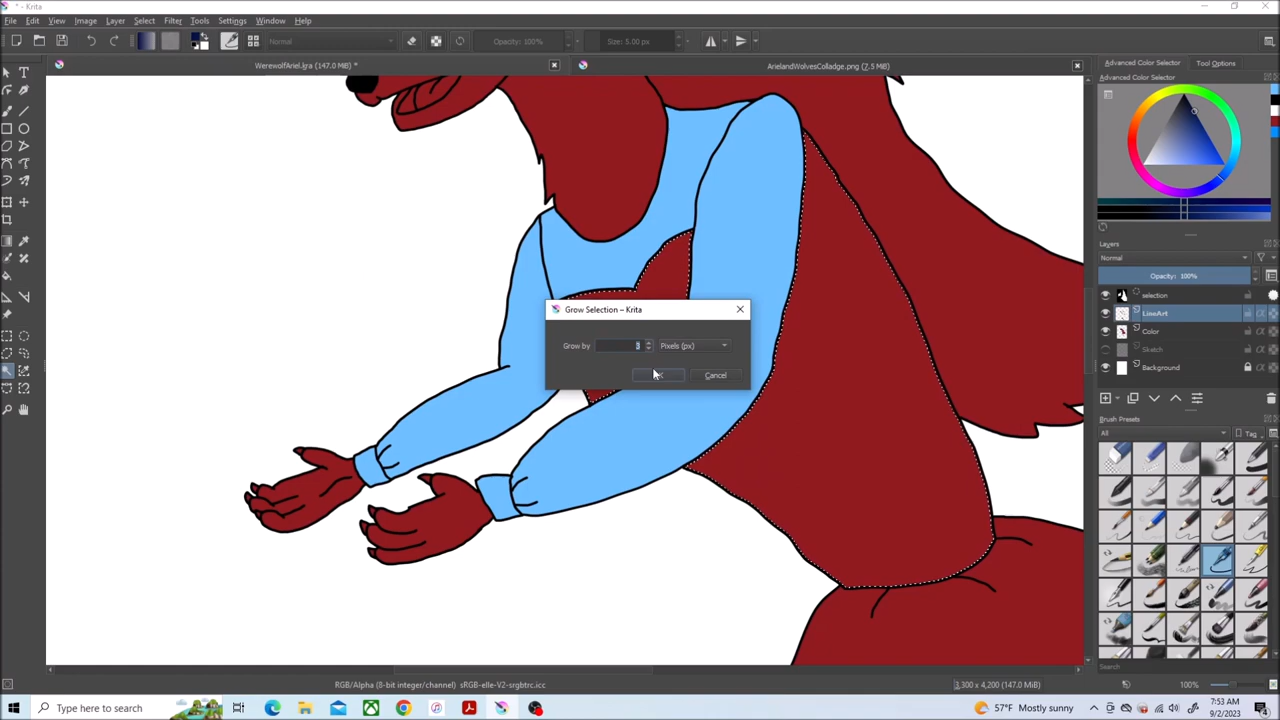 * - Krita
File Edit View Image Layer Select Filter Tools Settings Window Help
Normal Opacity: 100% Size: 5.00 px
WerewolfAriel.kra (147.0 MiB) * ArielandWolvesColladge.png (7.5 MiB)
Advanced Color Selector Tool Options
Advanced Color Selector
Layers
Normal
Opacity: 100%
selection
LineArt
Color
Sketch
Background
Grow Selection – Krita
Grow by 3 Pixels (px)
Cancel
Brush Presets
All Tag
Search
RGB/Alpha (8-bit integer/channel) sRGB-elle-V2-srgbtrc.icc 3,300 x 4,200 (147.0 MiB) 100%
Type here to search 57°F Mostly sunny 7:53 AM
9/2/2023
4